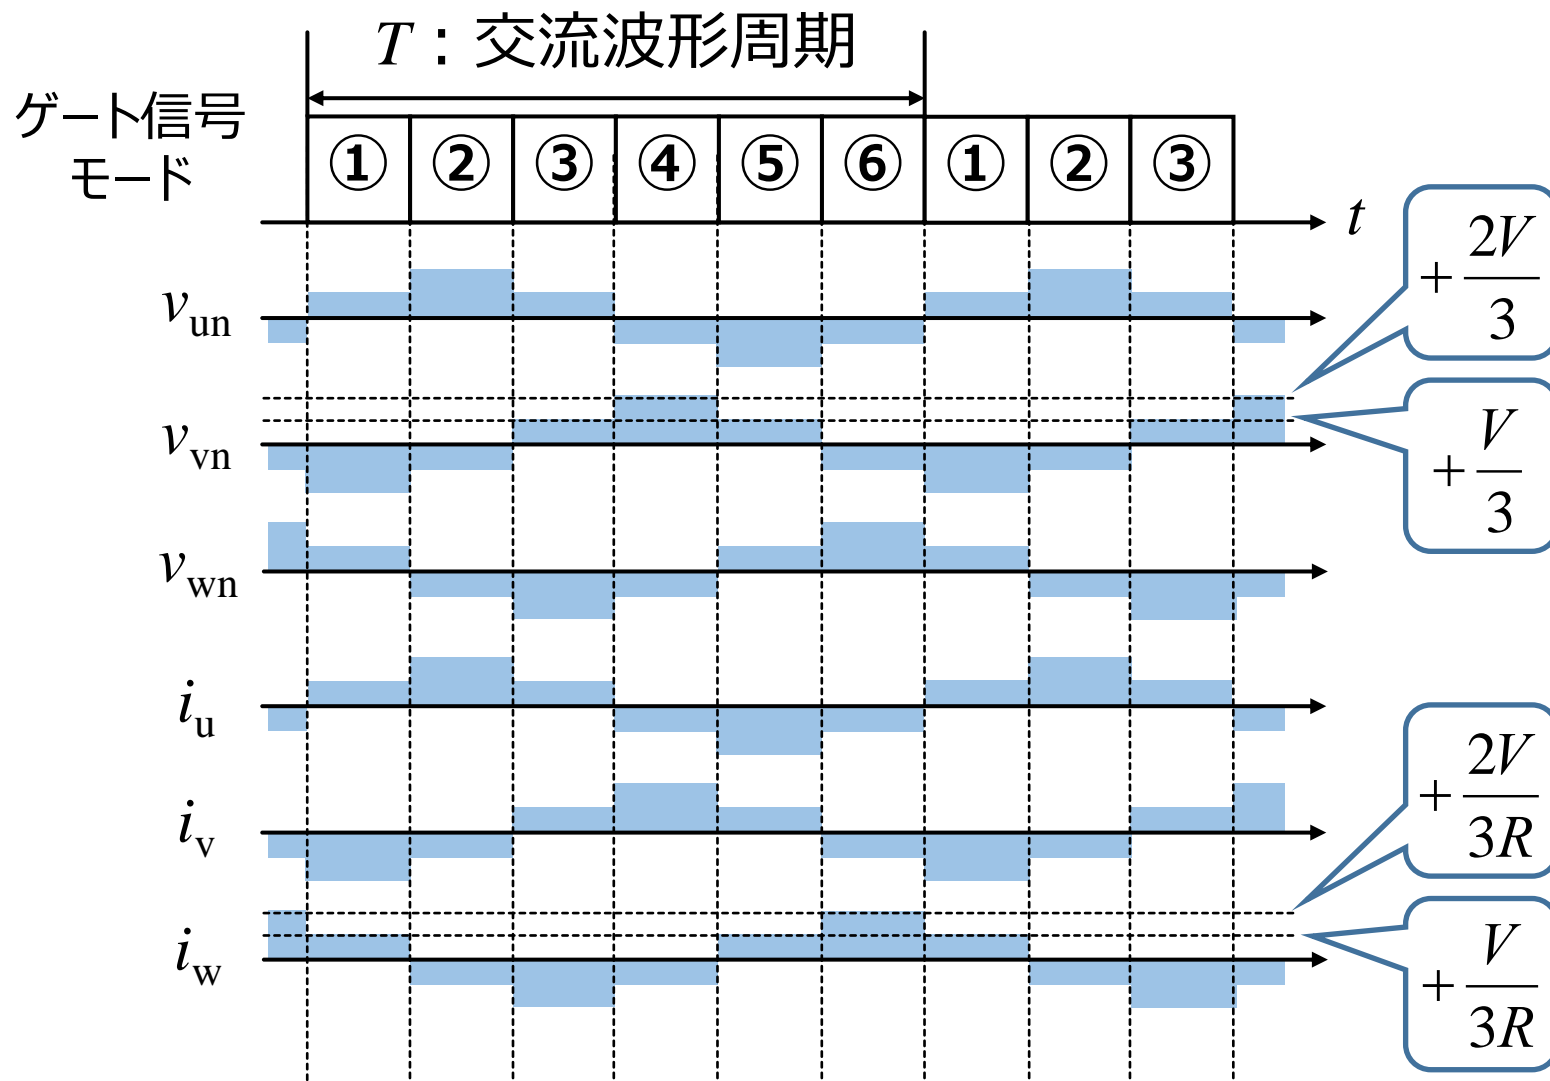 T：交流波形周期
ゲート信号
モード
① ② ③ ④ ⑤ ⑥ ① ② ③
t
v_un
v_vn
v_wn
i_u
i_v
i_w
+ 2V/3
+ V/3
+ 2V/3R
+ V/3R